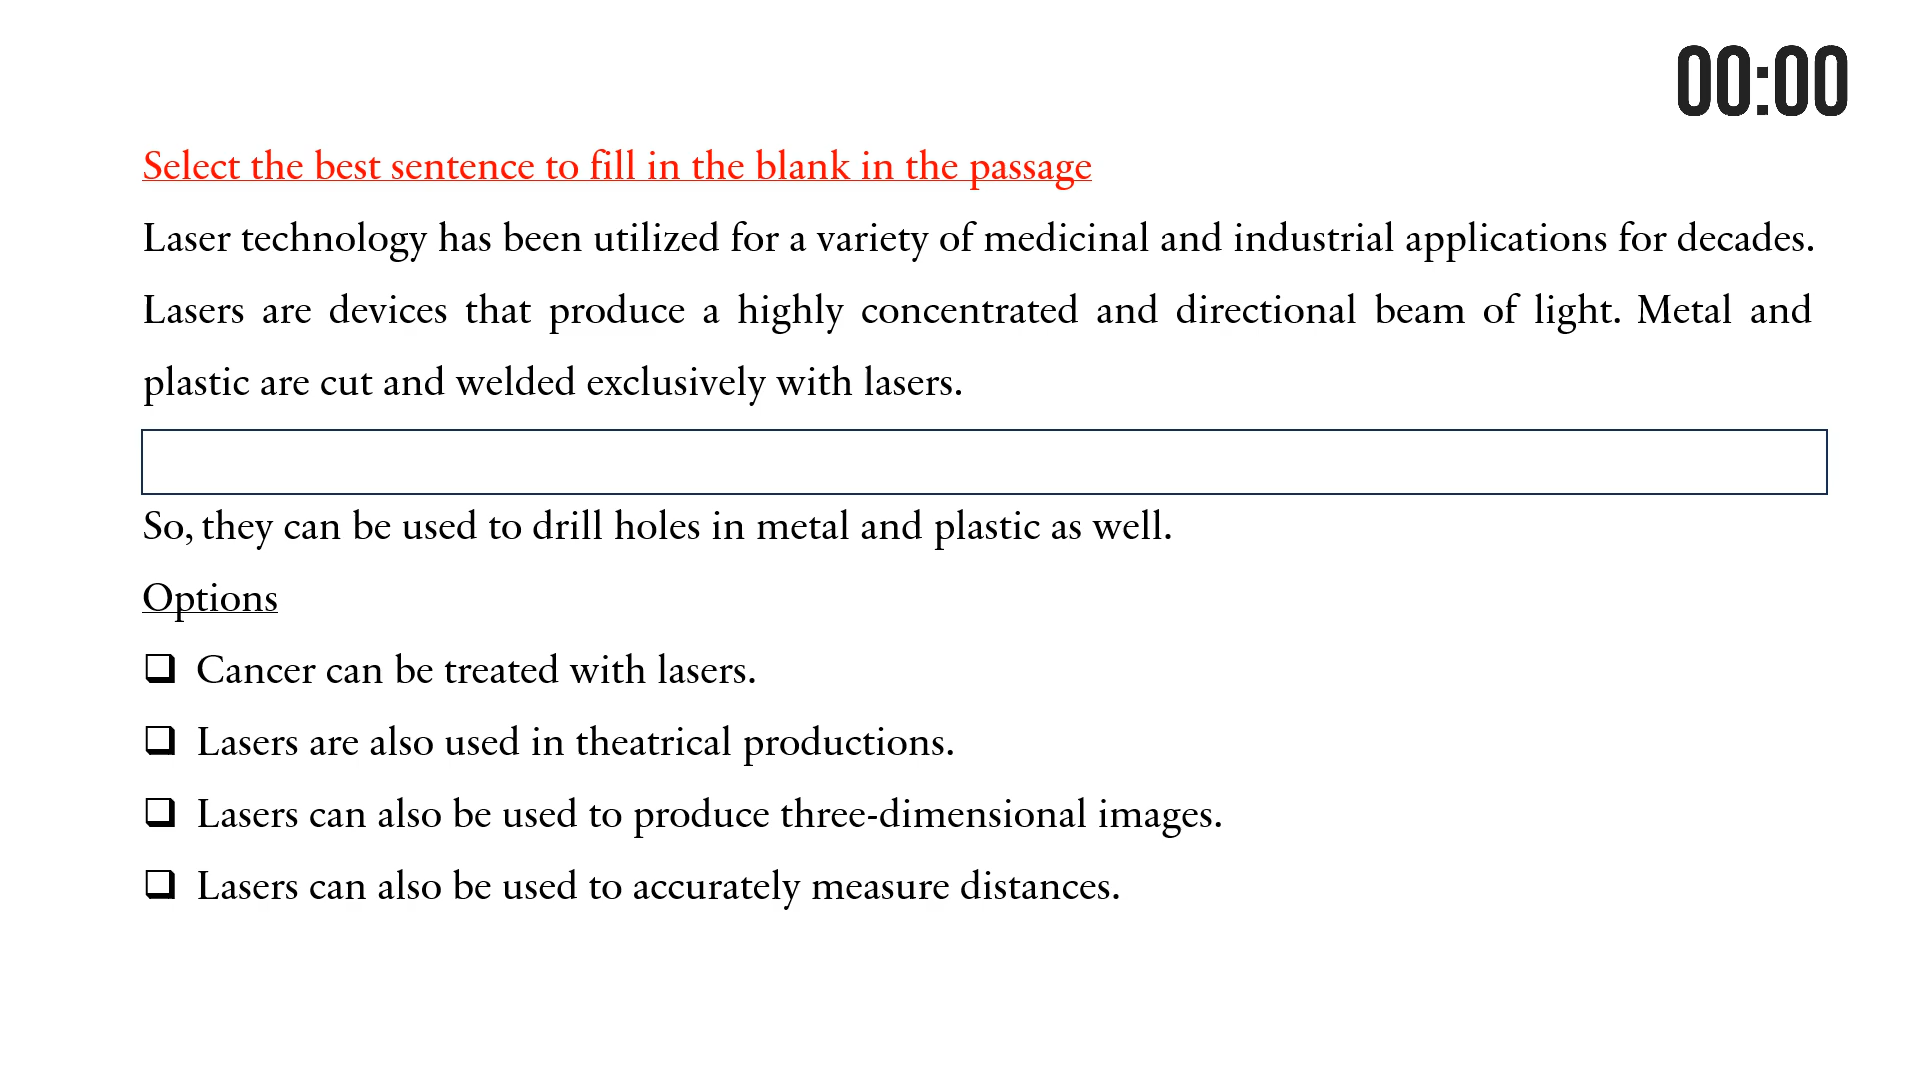 00:00
Select the best sentence to fill in the blank in the passage
Laser technology has been utilized for a variety of medicinal and industrial applications for decades.
Lasers are devices that produce a highly concentrated and directional beam of light. Metal and
plastic are cut and welded exclusively with lasers.
So, they can be used to drill holes in metal and plastic as well.
Options
❑ Cancer can be treated with lasers.
❑ Lasers are also used in theatrical productions.
❑ Lasers can also be used to produce three-dimensional images.
❑ Lasers can also be used to accurately measure distances.